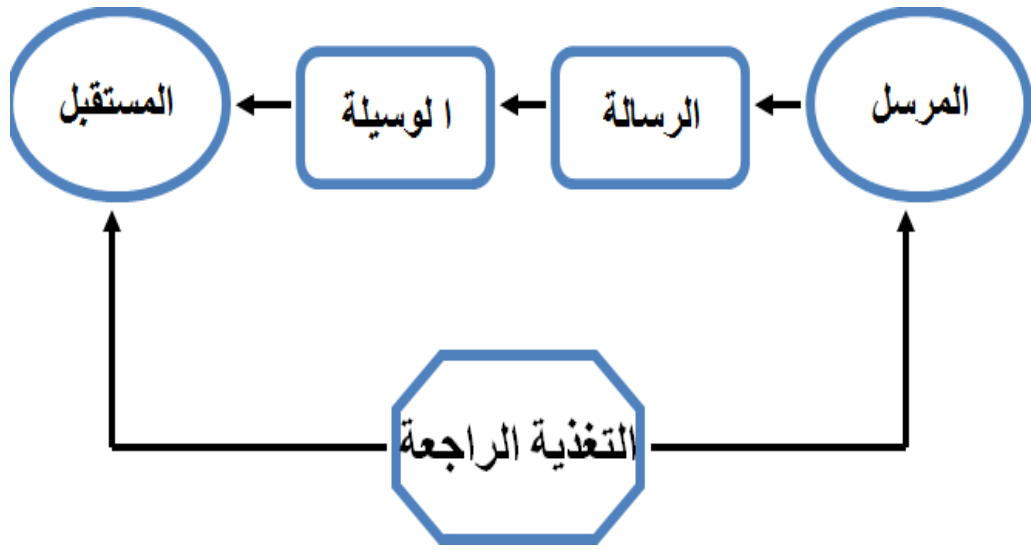 المرسل
الرسالة
ا لوسيلة
المستقبل
التغذية الراجعة